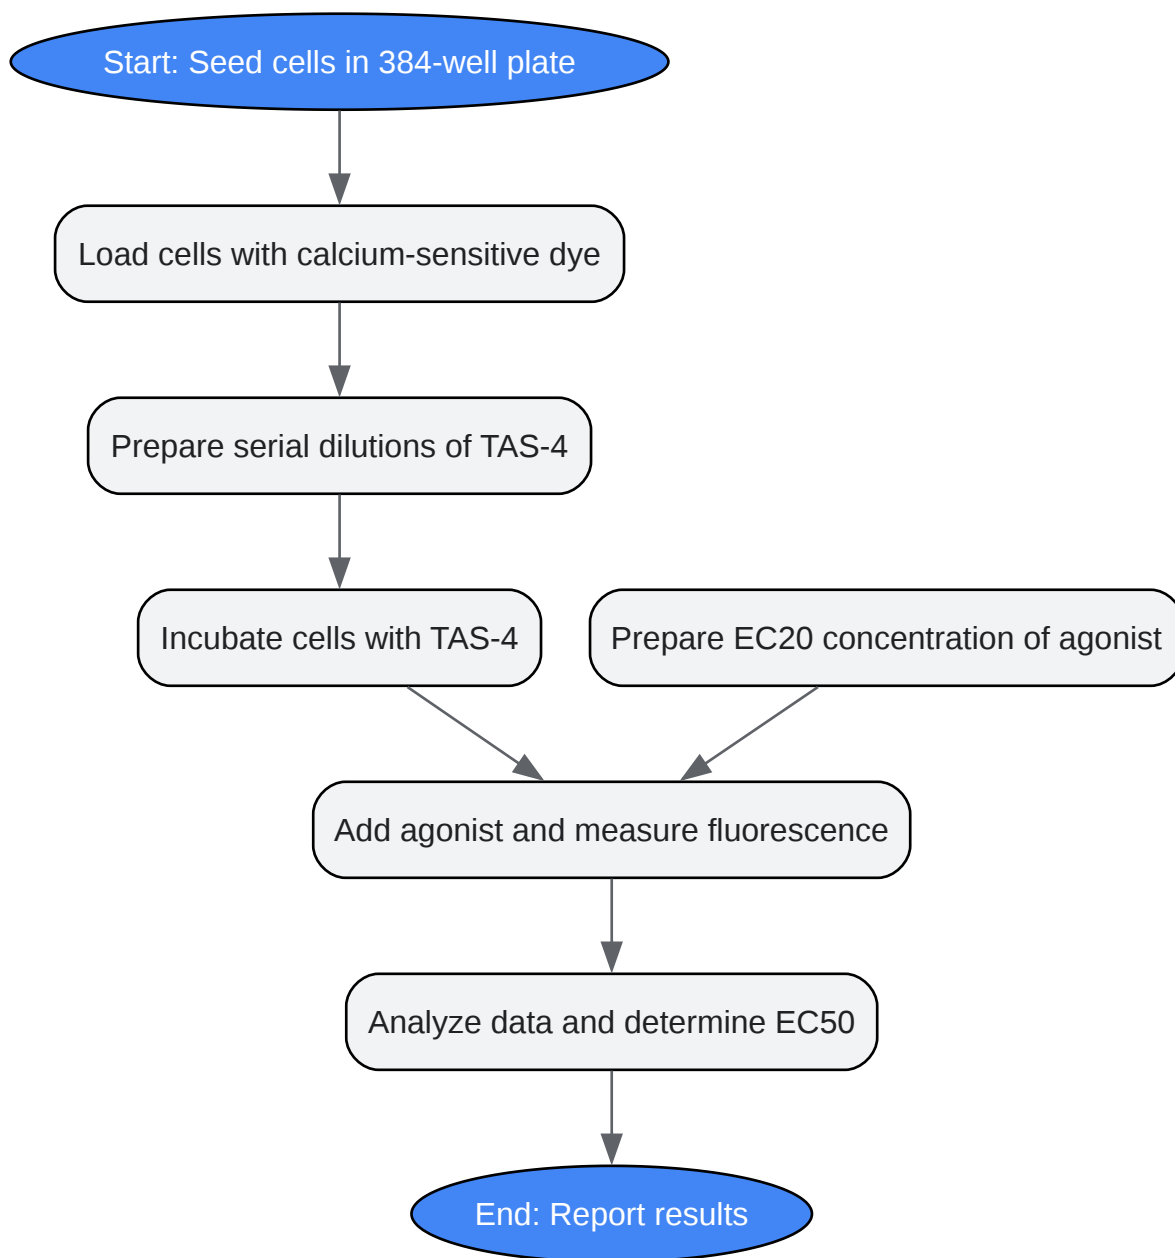 Start: Seed cells in 384-well plate
Load cells with calcium-sensitive dye
Prepare serial dilutions of TAS-4
Incubate cells with TAS-4
Prepare EC20 concentration of agonist
Add agonist and measure fluorescence
Analyze data and determine EC50
End: Report results